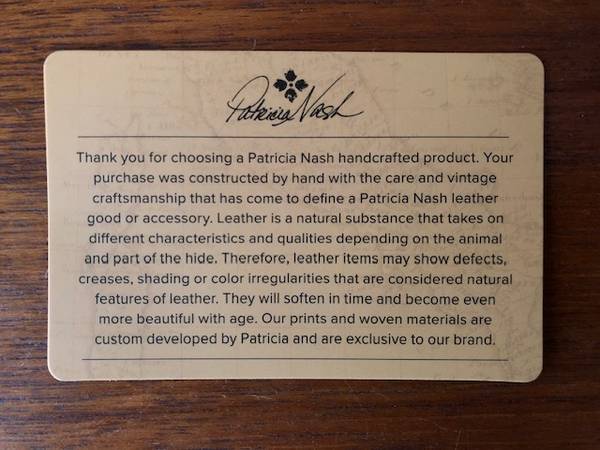 Patricia Nash
Thank you for choosing a Patricia Nash handcrafted product. Your
purchase was constructed by hand with the care and vintage
craftsmanship that has come to define a Patricia Nash leather
good or accessory. Leather is a natural substance that takes on
different characteristics and qualities depending on the animal
and part of the hide. Therefore, leather items may show defects,
creases, shading or color irregularities that are considered natural
features of leather. They will soften in time and become even
more beautiful with age. Our prints and woven materials are
custom developed by Patricia and are exclusive to our brand.